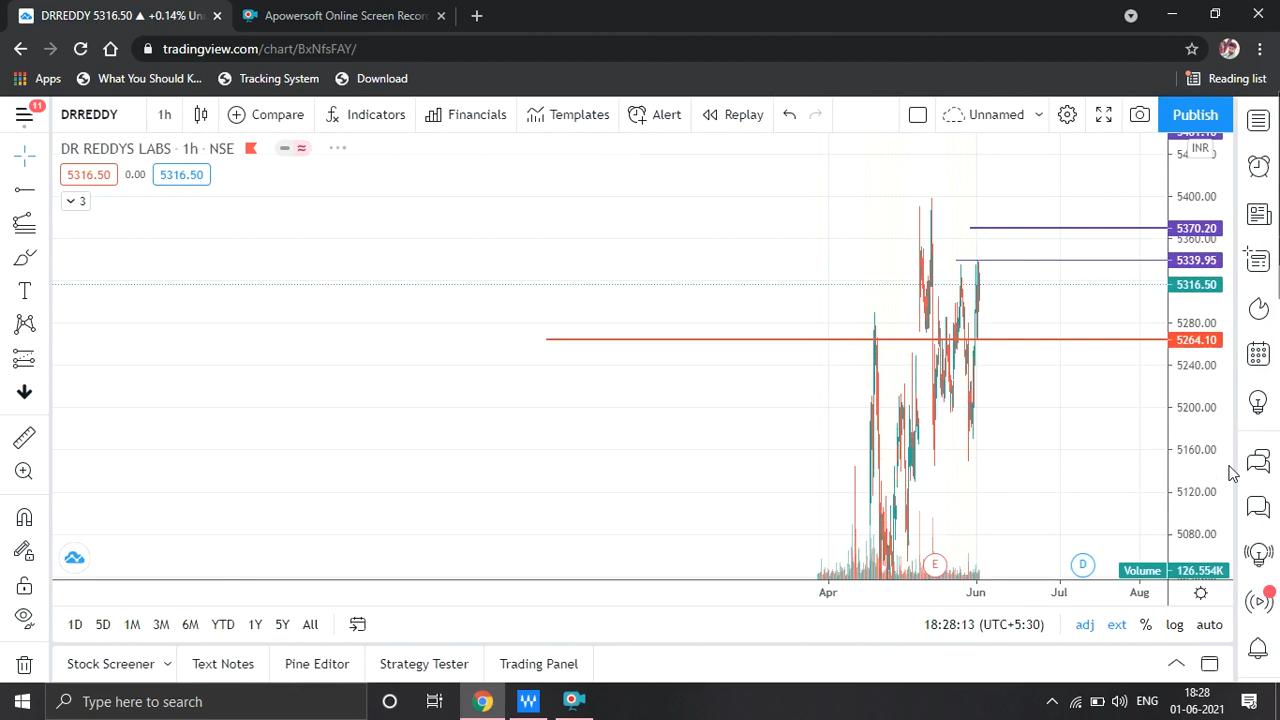 DRREDDY 5316.50 ▲ +0.14% Un
Apowersoft Online Screen Record
tradingview.com/chart/BxNfsFAY/
Apps What You Should K... Tracking System Download Reading list
11
DRREDDY 1h Compare Indicators Financials Templates Alert Replay Unnamed Publish
DR REDDYS LABS · 1h · NSE
INR
5316.50 0.00 5316.50
3
5400.00
5370.20
5360.00
5339.95
5316.50
5280.00
5264.10
5240.00
5200.00
5160.00
5120.00
5080.00
E D
Volume 126.554K
Apr Jun Jul Aug
1D 5D 1M 3M 6M YTD 1Y 5Y All 18:28:13 (UTC+5:30) adj ext % log auto
Stock Screener Text Notes Pine Editor Strategy Tester Trading Panel
Type here to search
ENG
18:28
01-06-2021